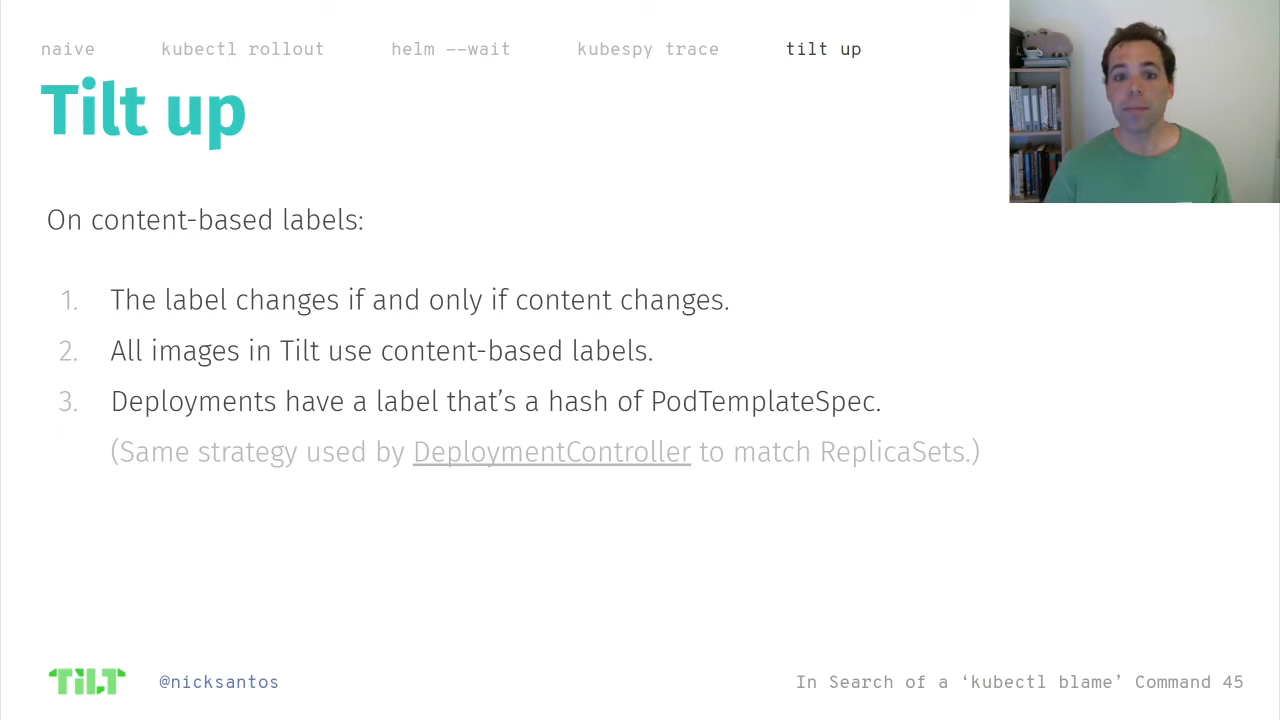 naive kubectl rollout helm --wait kubespy trace tilt up
Tilt up
On content-based labels:
1. The label changes if and only if content changes.
2. All images in Tilt use content-based labels.
3. Deployments have a label that’s a hash of PodTemplateSpec.
(Same strategy used by DeploymentController to match ReplicaSets.)
TILT @nicksantos In Search of a ‘kubectl blame’ Command 45